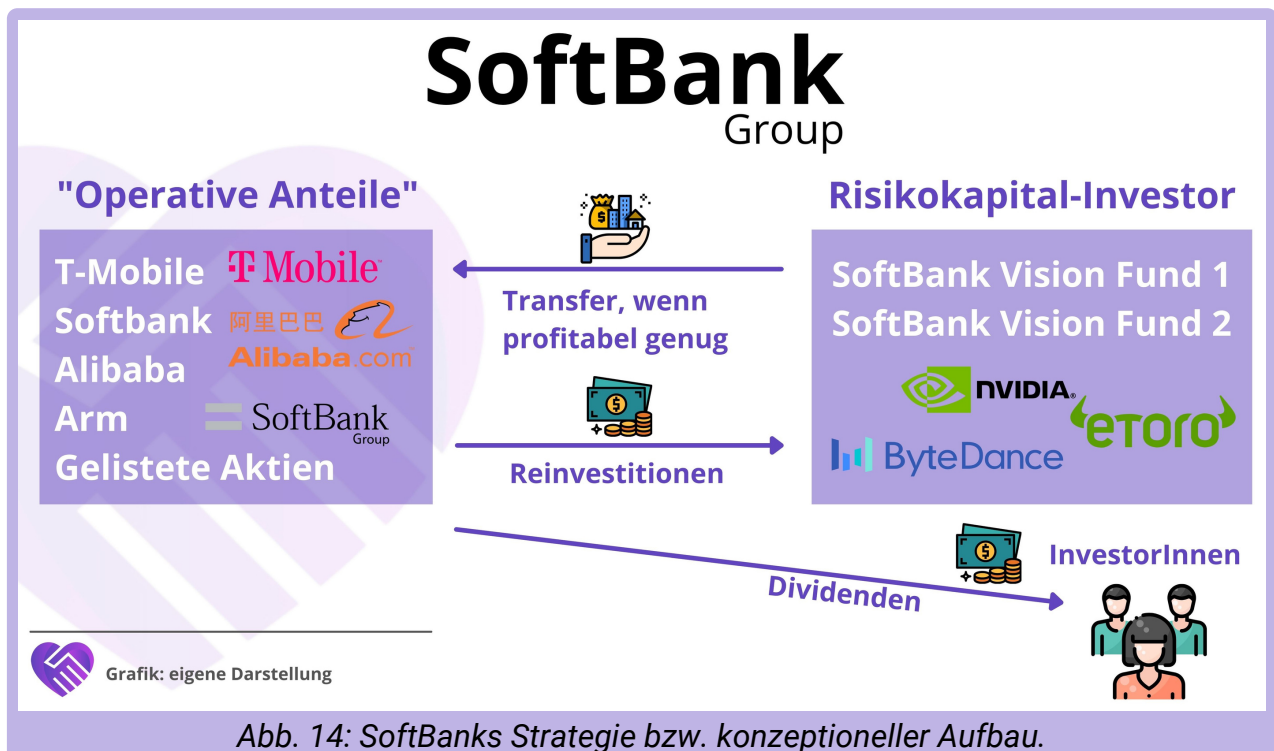 SoftBank
Group
"Operative Anteile"
T-Mobile
Softbank
Alibaba
Arm
Gelistete Aktien
T Mobile
阿里巴巴
Alibaba.com
SoftBank
Group
Transfer, wenn
profitabel genug
Reinvestitionen
Risikokapital-Investor
SoftBank Vision Fund 1
SoftBank Vision Fund 2
NVIDIA.
eToro
ByteDance
Dividenden
InvestorInnen
Grafik: eigene Darstellung
Abb. 14: SoftBanks Strategie bzw. konzeptioneller Aufbau.